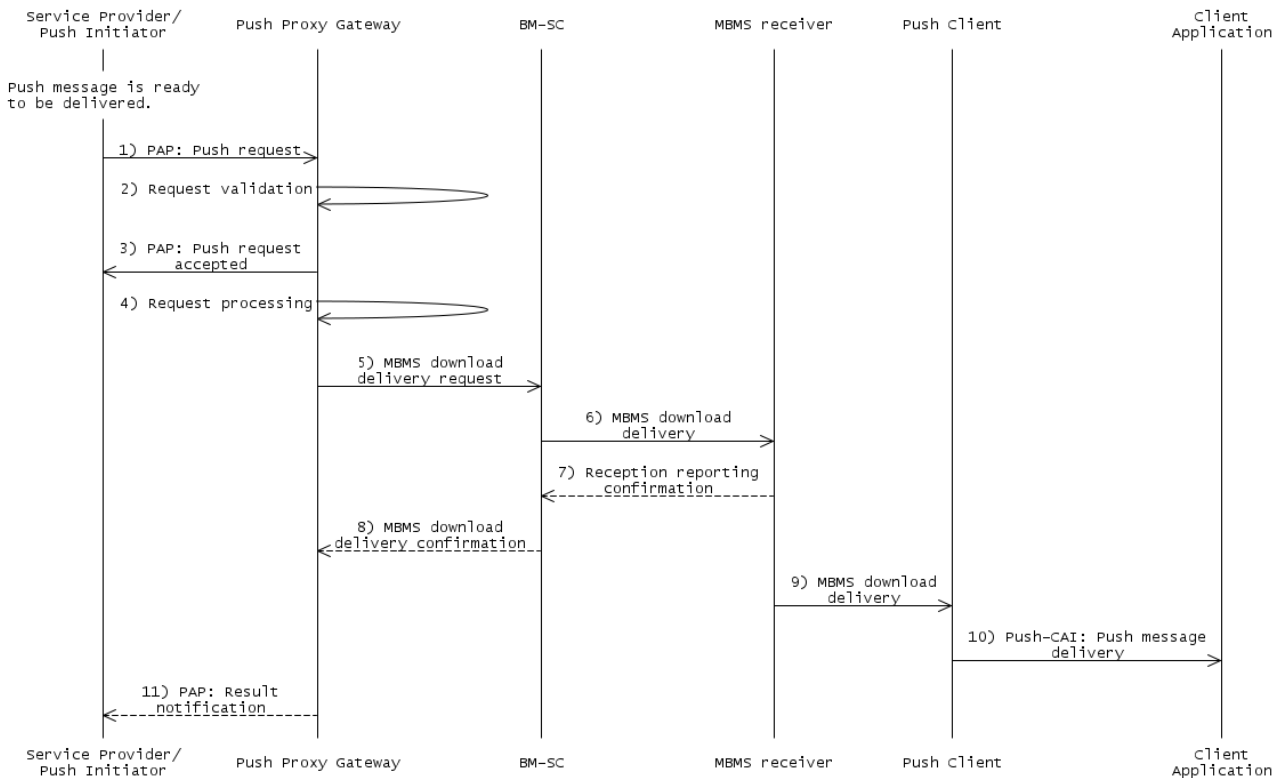 Service Provider/
Push Initiator
Push Proxy Gateway
BM-SC
MBMS receiver
Push Client
Client
Application
Push message is ready
to be delivered.
1) PAP: Push request
2) Request validation
3) PAP: Push request
accepted
4) Request processing
5) MBMS download
delivery request
6) MBMS download
delivery
7) Reception reporting
confirmation
8) MBMS download
delivery confirmation
9) MBMS download
delivery
10) Push-CAI: Push message
delivery
11) PAP: Result
notification
Service Provider/
Push Initiator
Push Proxy Gateway
BM-SC
MBMS receiver
Push Client
Client
Application